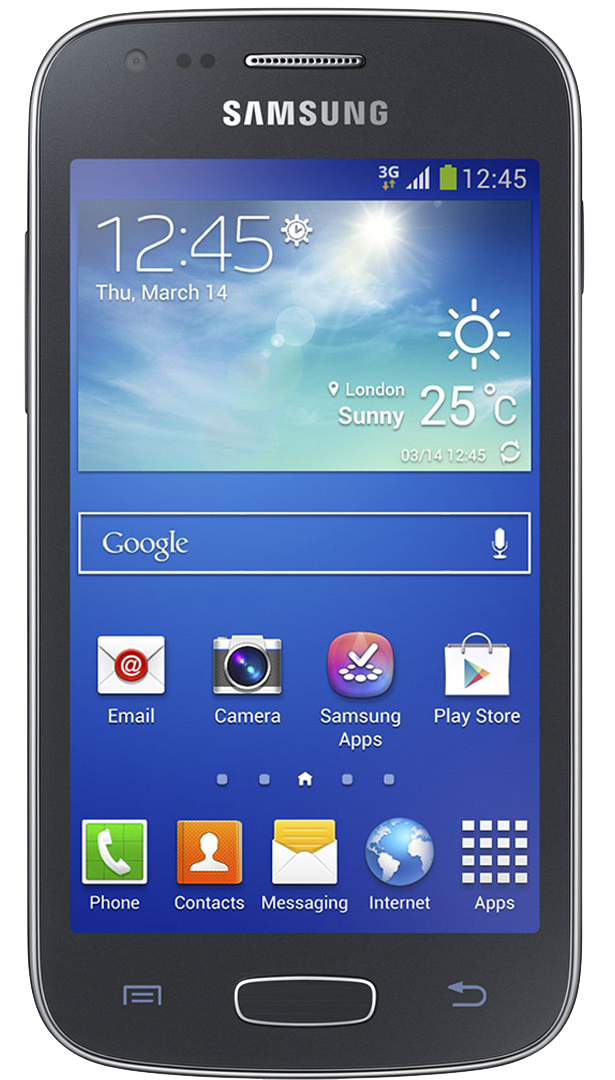 SAMSUNG
3G 12:45
12:45
Thu, March 14
London
Sunny 25°C
03/14 12:45
Google
@
Email Camera Samsung Apps Play Store
Phone Contacts Messaging Internet Apps